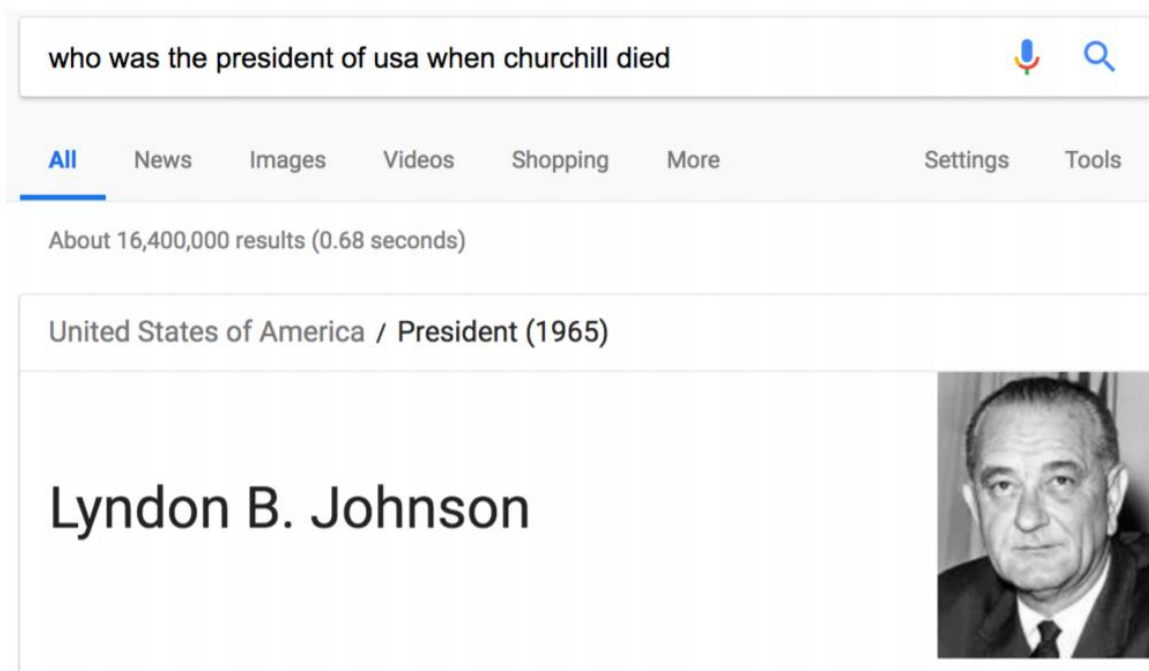 who was the president of usa when churchill died
All News Images Videos Shopping More Settings Tools
About 16,400,000 results (0.68 seconds)
United States of America / President (1965)
Lyndon B. Johnson